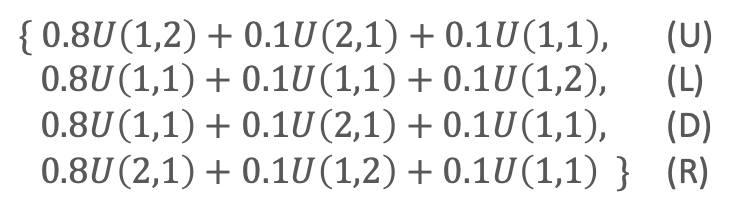 { 0.8U(1,2) + 0.1U(2,1) + 0.1U(1,1), (U)
0.8U(1,1) + 0.1U(1,1) + 0.1U(1,2), (L)
0.8U(1,1) + 0.1U(2,1) + 0.1U(1,1), (D)
0.8U(2,1) + 0.1U(1,2) + 0.1U(1,1) } (R)